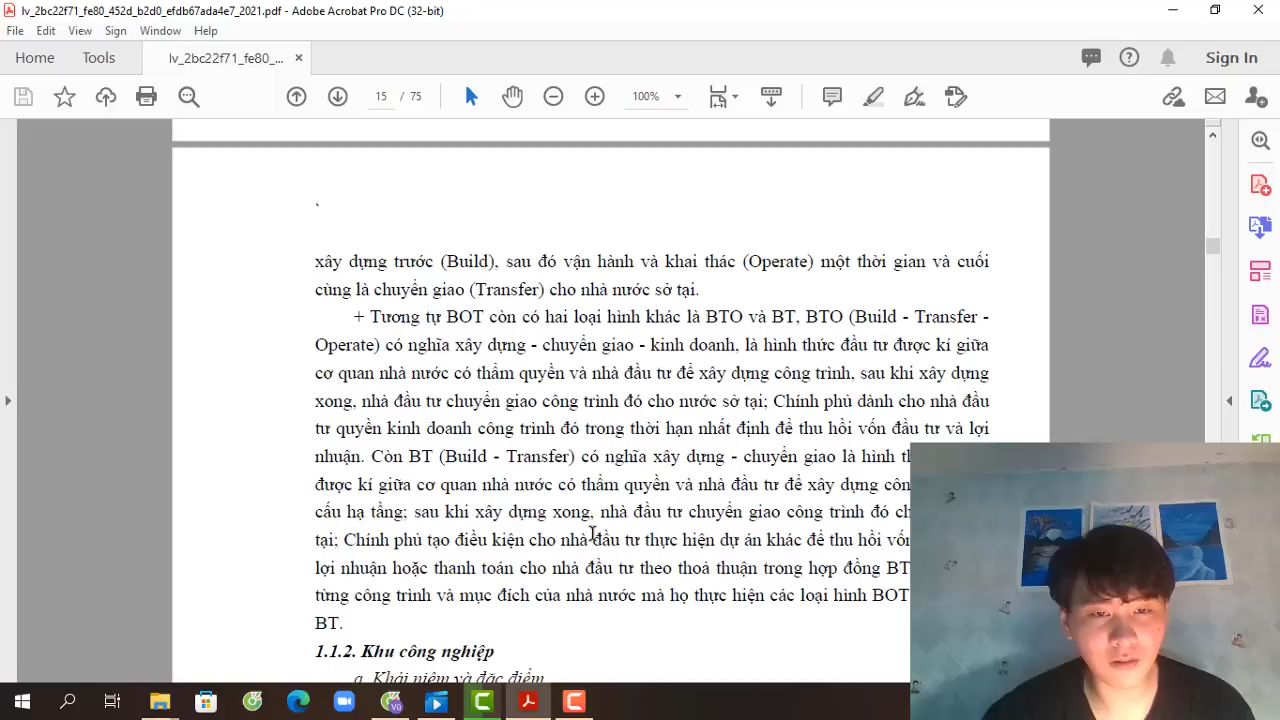 lv_2bc22f71_fe80_452d_b2d0_efdb67ada4e7_2021.pdf - Adobe Acrobat Pro DC (32-bit)
File Edit View Sign Window Help
Home Tools lv_2bc22f71_fe80_... × Sign In
15 / 75 100%
xây dựng trước (Build), sau đó vận hành và khai thác (Operate) một thời gian và cuối
cùng là chuyển giao (Transfer) cho nhà nước sở tại.
+ Tương tự BOT còn có hai loại hình khác là BTO và BT, BTO (Build - Transfer -
Operate) có nghĩa xây dựng - chuyển giao - kinh doanh, là hình thức đầu tư được kí giữa
cơ quan nhà nước có thẩm quyền và nhà đầu tư để xây dựng công trình, sau khi xây dựng
xong, nhà đầu tư chuyển giao công trình đó cho nước sở tại; Chính phủ dành cho nhà đầu
tư quyền kinh doanh công trình đó trong thời hạn nhất định để thu hồi vốn đầu tư và lợi
nhuận. Còn BT (Build - Transfer) có nghĩa xây dựng - chuyển giao là hình
được kí giữa cơ quan nhà nước có thẩm quyền và nhà đầu tư để xây dựng
cấu hạ tầng; sau khi xây dựng xong, nhà đầu tư chuyển giao công trình đó
tại; Chính phủ tạo điều kiện cho nhà đầu tư thực hiện dự án khác để thu hồi vốn
lợi nhuận hoặc thanh toán cho nhà đầu tư theo thoả thuận trong hợp đồng BT
từng công trình và mục đích của nhà nước mà họ thực hiện các loại hình BOT
BT.
1.1.2. Khu công nghiệp
a. Khái niệm và đặc điểm